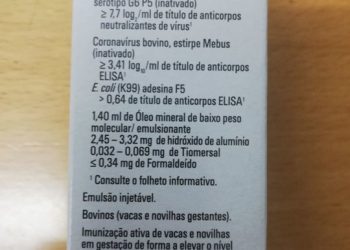 serotipo G6 P5 (inativado)
≥ 7,7 log₂/ml de título de anticorpos
neutralizantes de vírus¹
Coronavírus bovino, estirpe Mebus
(inativado)
≥ 3,41 log₁₀/ml de título de anticorpos
ELISA¹
E. coli (K99) adesina F5
> 0,64 de título de anticorpos ELISA¹
1,40 ml de Óleo mineral de baixo peso
molecular/ emulsionante
2,45 – 3,32 mg de hidróxido de alumínio
0,032 – 0,069 mg de Tiomersal
≤ 0,34 mg de Formaldeído
¹ Consulte o folheto informativo.
Emulsão injetável.
Bovinos (vacas e novilhas gestantes).
Imunização ativa de vacas e novilhas
em gestação de forma a elevar o nível